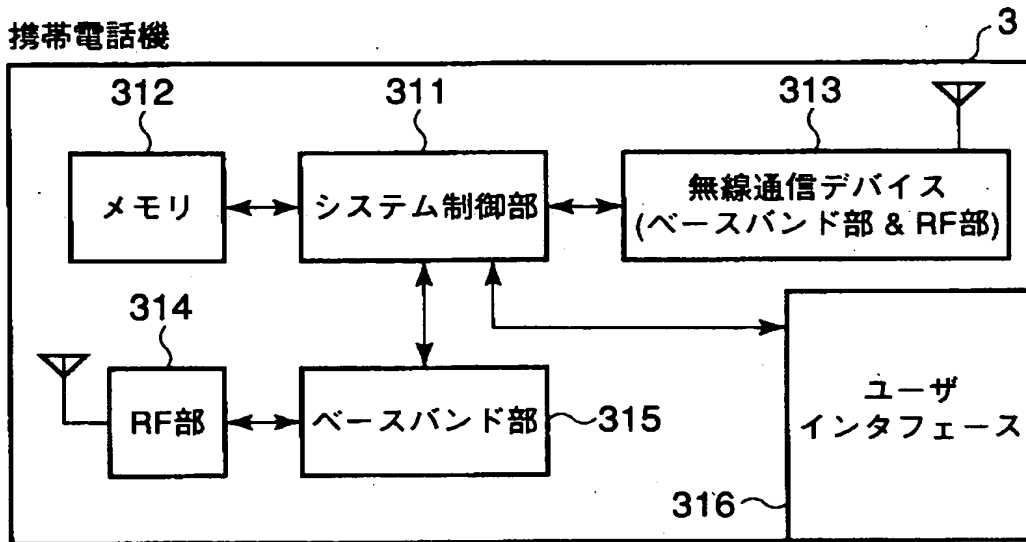 携帯電話機
3
312
311
313
メモリ
システム制御部
無線通信デバイス
(ベースバンド部 & RF部)
314
RF部
ベースバンド部
315
ユーザ
インタフェース
316